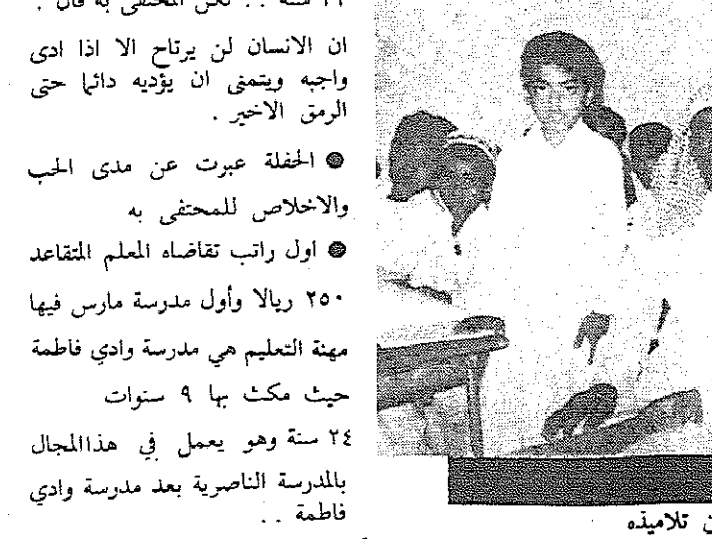 ٢٢ سنة . . لكن المحتفى به قال :
ان الانسان لن يرتاح الا اذا ادى
واجبه ويتمنى ان يؤديه دائما حتى
الرمق الاخير .
● الحفلة عبرت عن مدى الحب
والاخلاص للمحتفى به
● اول راتب تقاضاه المعلم المتقاعد
٢٥٠ ريالا وأول مدرسة مارس فيها
مهنة التعليم هي مدرسة وادي فاطمة
حيث مكث بها ٩ سنوات
٢٤ سنة وهو يعمل في هذاالمجال
بالمدرسة الناصرية بعد مدرسة وادي
فاطمة . .
ن تلاميذه